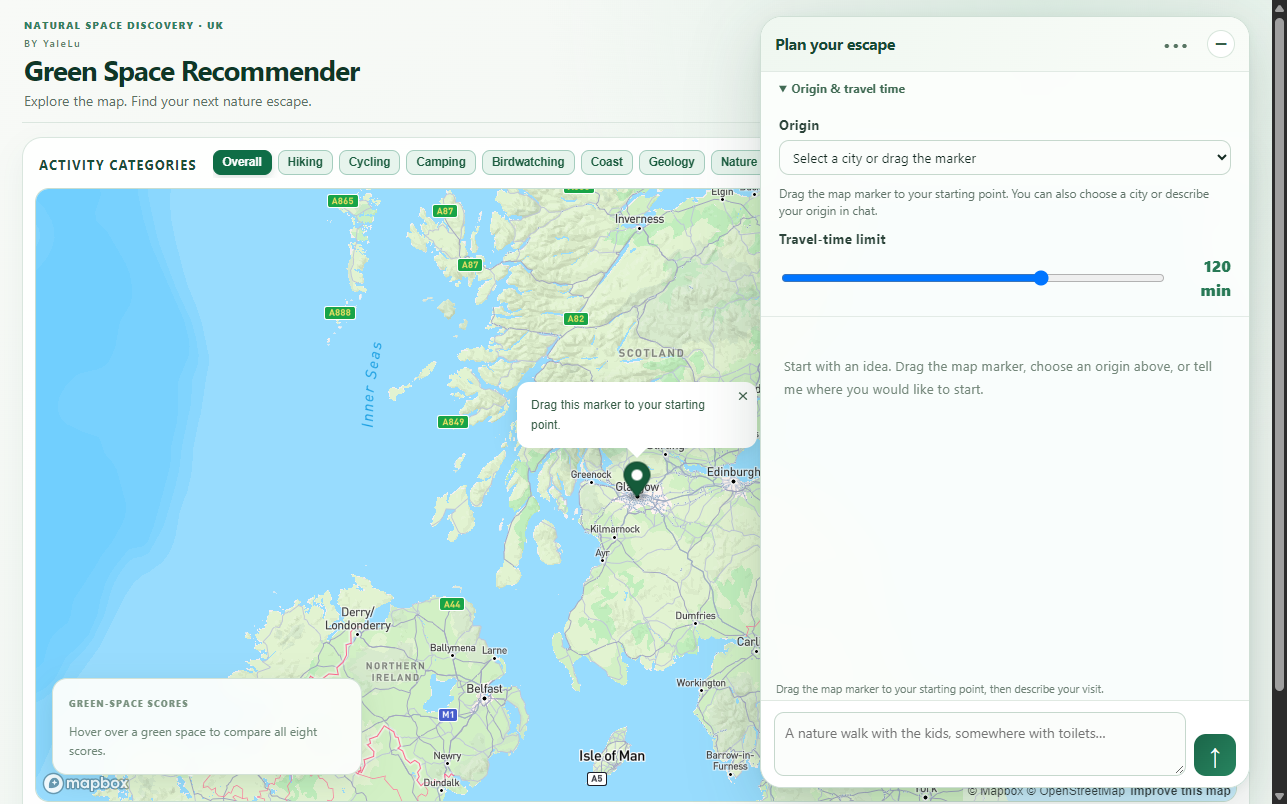 NATURAL SPACE DISCOVERY · UK
BY YaleLu
Green Space Recommender
Explore the map. Find your next nature escape.
ACTIVITY CATEGORIES
Overall
Hiking
Cycling
Camping
Birdwatching
Coast
Geology
Nature
A865
A87
Elgin
Inverness
A87
A888
A82
Inner Seas
SCOTLAND
Drag this marker to your starting
point.
×
A849
Greenock
Glasgow
Edinburgh
Kilmarnock
Ayr
A44
Derry/
Londonderry
Dumfries
Ballymena
Larne
NORTHERN
IRELAND
Workington
Belfast
M1
Newry
Isle of Man
Barrow-in-
Furness
A5
Dundalk
GREEN-SPACE SCORES
Hover over a green space to compare all eight
scores.
mapbox
Plan your escape
Origin & travel time
Origin
Select a city or drag the marker
Drag the map marker to your starting point. You can also choose a city or describe
your origin in chat.
Travel-time limit
120
min
Start with an idea. Drag the map marker, choose an origin above, or tell
me where you would like to start.
Drag the map marker to your starting point, then describe your visit.
A nature walk with the kids, somewhere with toilets...
© Mapbox © OpenStreetMap Improve this map